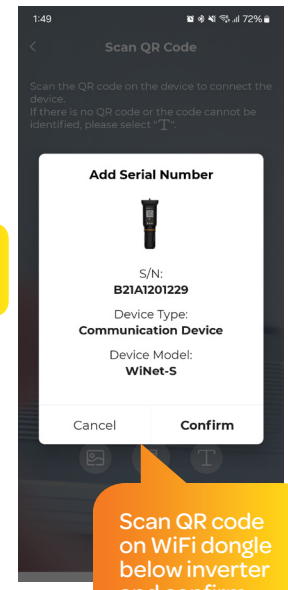 1:49
72%
Scan QR Code
Scan the QR code on the device to connect the
device.
If there is no QR code or the code cannot be
identified, please select "T".
Add Serial Number
S/N:
B21A1201229
Device Type:
Communication Device
Device Model:
WiNet-S
Cancel
Confirm
T
Scan QR code
on WiFi dongle
below inverter
and confirm